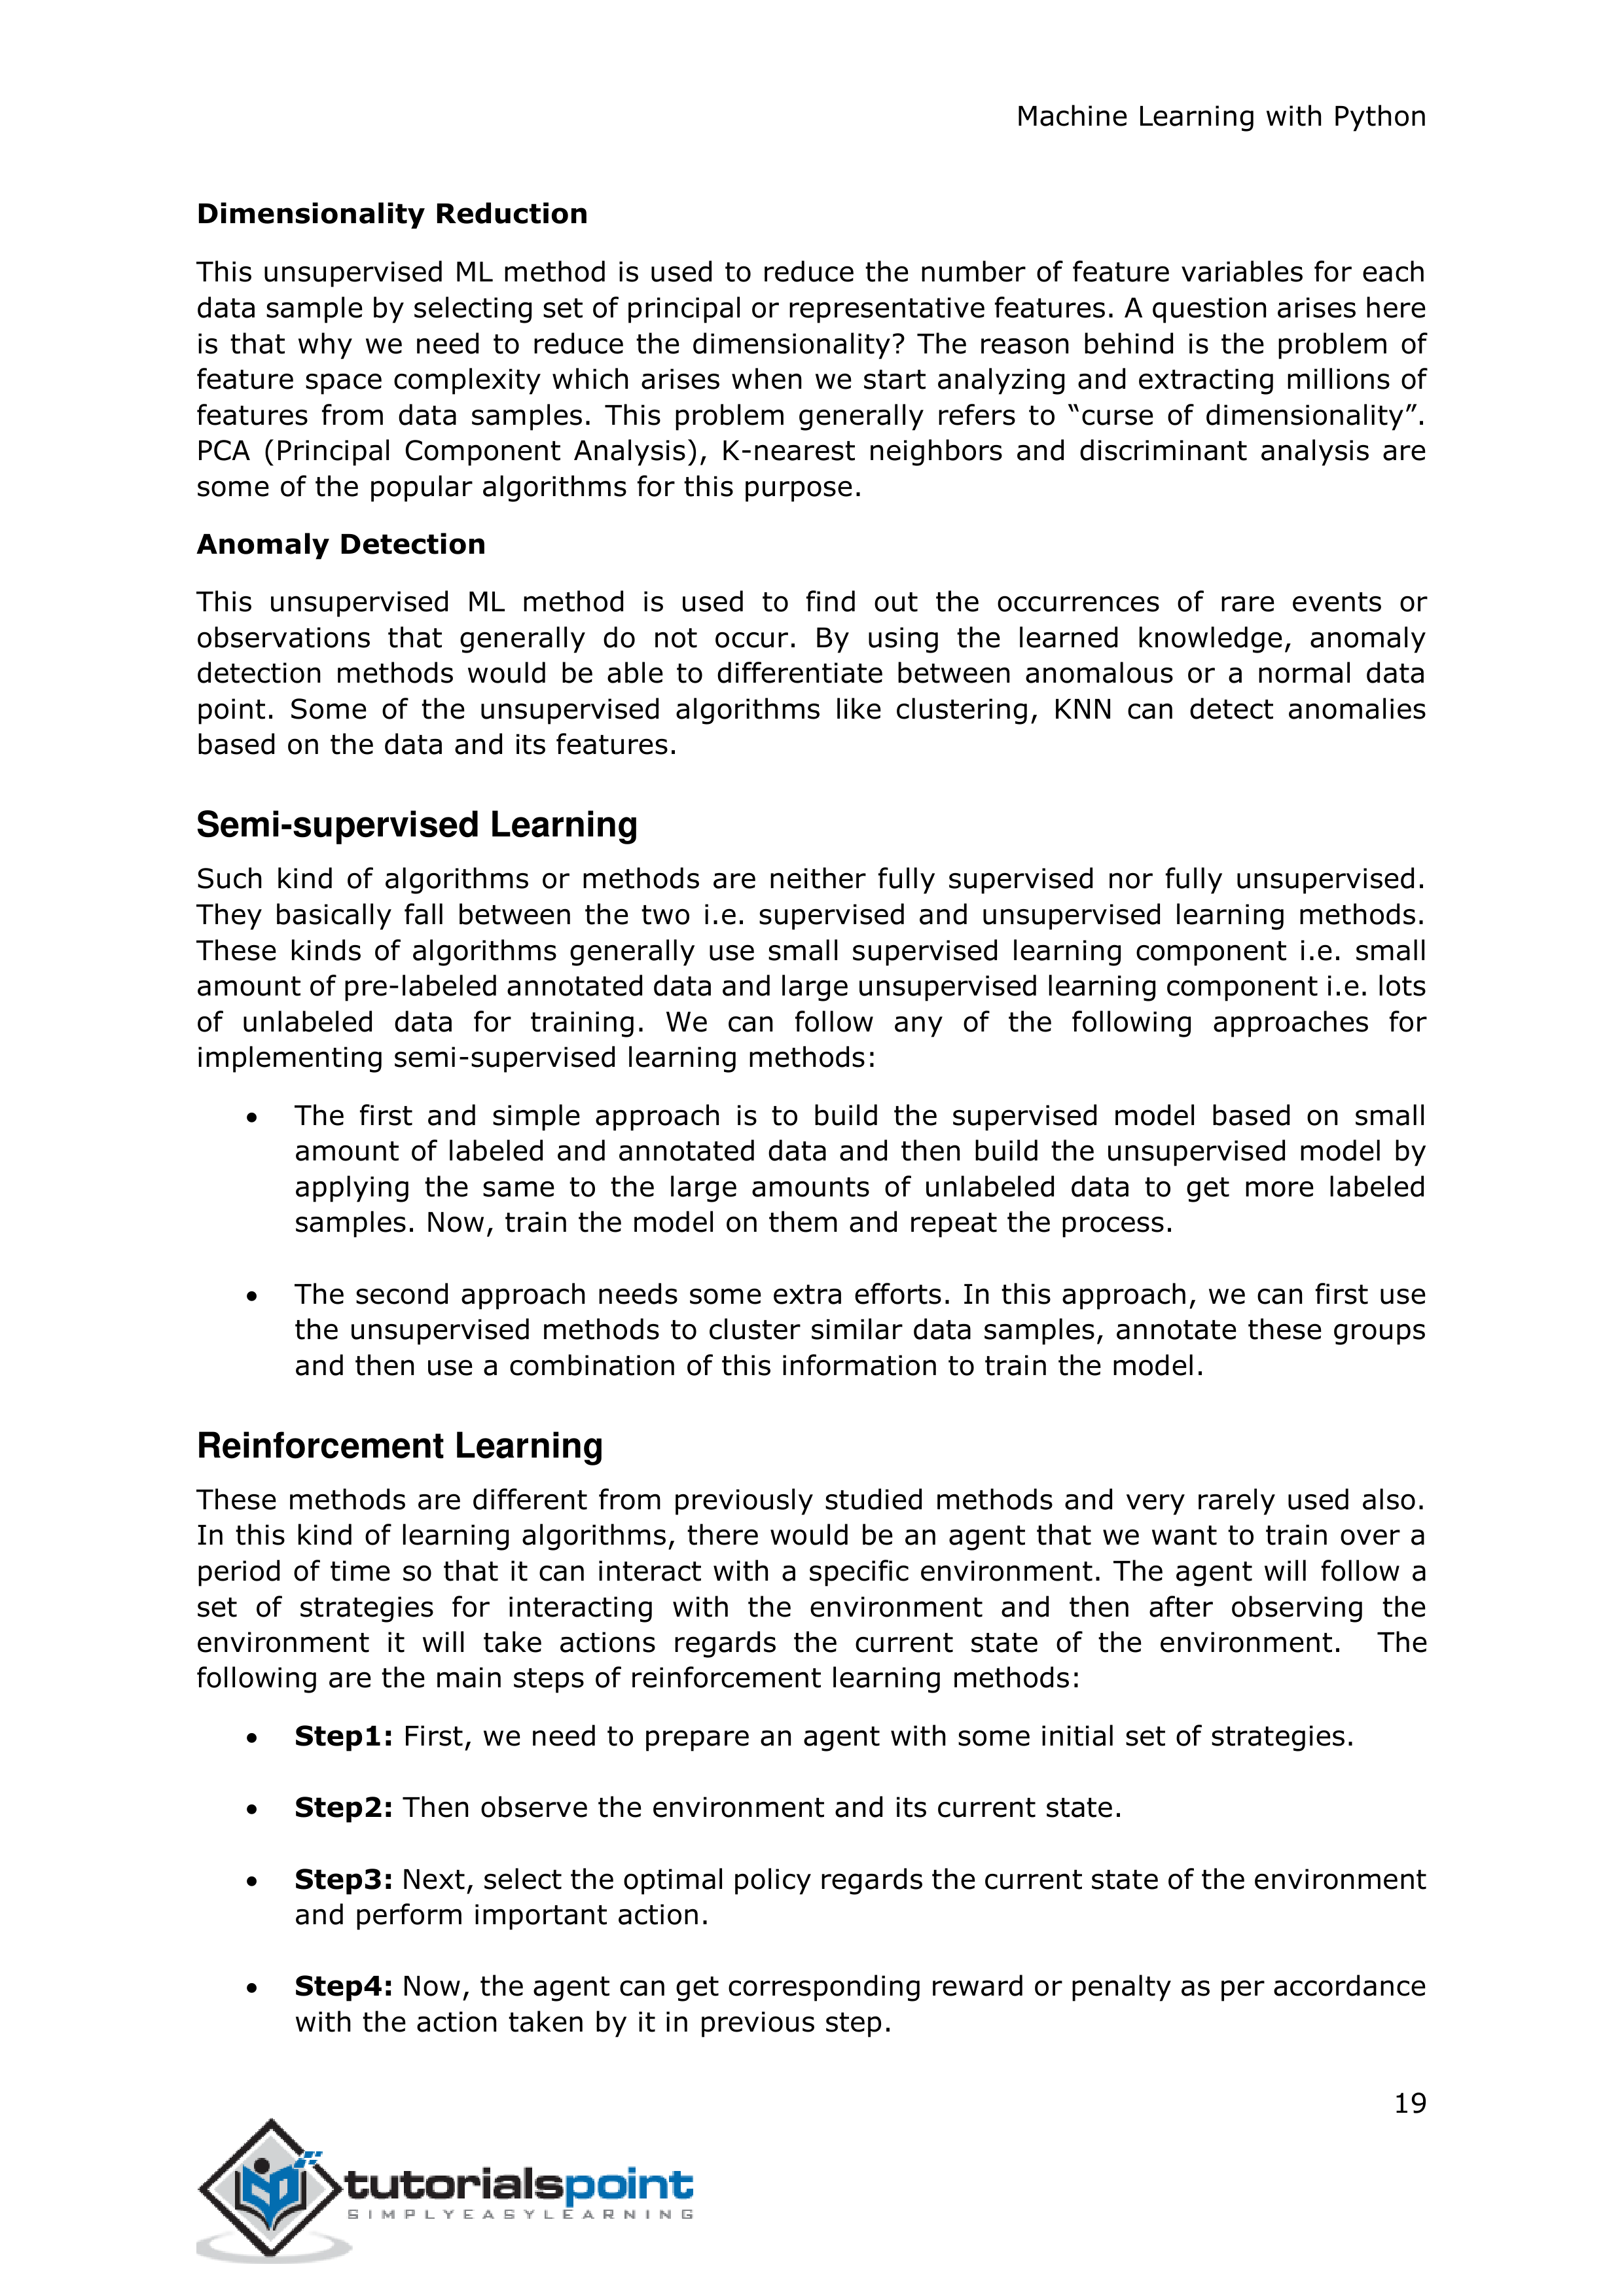 Machine Learning with Python
Dimensionality Reduction
This unsupervised ML method is used to reduce the number of feature variables for each
data sample by selecting set of principal or representative features. A question arises here
is that why we need to reduce the dimensionality? The reason behind is the problem of
feature space complexity which arises when we start analyzing and extracting millions of
features from data samples. This problem generally refers to “curse of dimensionality”.
PCA (Principal Component Analysis), K-nearest neighbors and discriminant analysis are
some of the popular algorithms for this purpose.
Anomaly Detection
This unsupervised ML method is used to find out the occurrences of rare events or
observations that generally do not occur. By using the learned knowledge, anomaly
detection methods would be able to differentiate between anomalous or a normal data
point. Some of the unsupervised algorithms like clustering, KNN can detect anomalies
based on the data and its features.
Semi-supervised Learning
Such kind of algorithms or methods are neither fully supervised nor fully unsupervised.
They basically fall between the two i.e. supervised and unsupervised learning methods.
These kinds of algorithms generally use small supervised learning component i.e. small
amount of pre-labeled annotated data and large unsupervised learning component i.e. lots
of unlabeled data for training. We can follow any of the following approaches for
implementing semi-supervised learning methods:
• The first and simple approach is to build the supervised model based on small
amount of labeled and annotated data and then build the unsupervised model by
applying the same to the large amounts of unlabeled data to get more labeled
samples. Now, train the model on them and repeat the process.
• The second approach needs some extra efforts. In this approach, we can first use
the unsupervised methods to cluster similar data samples, annotate these groups
and then use a combination of this information to train the model.
Reinforcement Learning
These methods are different from previously studied methods and very rarely used also.
In this kind of learning algorithms, there would be an agent that we want to train over a
period of time so that it can interact with a specific environment. The agent will follow a
set of strategies for interacting with the environment and then after observing the
environment it will take actions regards the current state of the environment. The
following are the main steps of reinforcement learning methods:
• Step1: First, we need to prepare an agent with some initial set of strategies.
• Step2: Then observe the environment and its current state.
• Step3: Next, select the optimal policy regards the current state of the environment
and perform important action.
• Step4: Now, the agent can get corresponding reward or penalty as per accordance
with the action taken by it in previous step.
19
tutorialspoint
SIMPLYEASYLEARNING